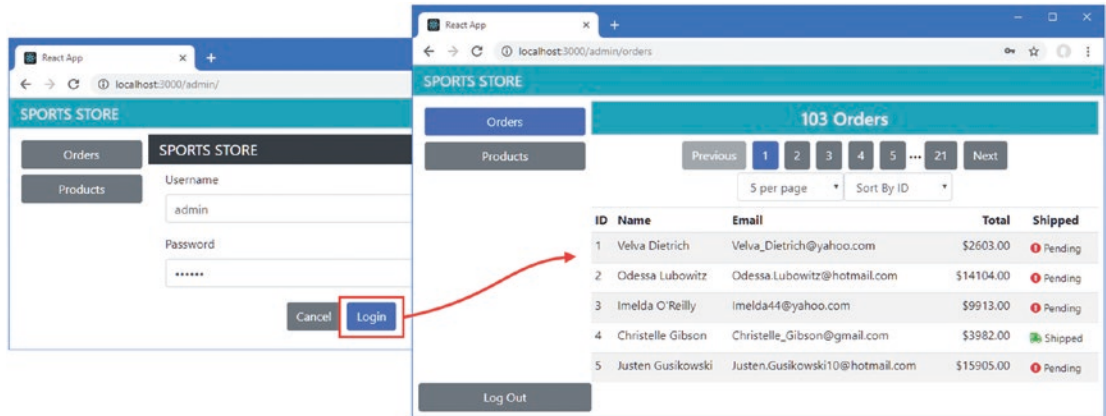 React App
localhost:3000/admin/
SPORTS STORE
Orders
Products
SPORTS STORE
Username
admin
Password
••••••
Cancel
Login
React App
localhost:3000/admin/orders
SPORTS STORE
Orders
Products
Log Out
103 Orders
Previous 1 2 3 4 5 ... 21 Next
5 per page Sort By ID
ID Name Email Total Shipped
1 Velva Dietrich Velva_Dietrich@yahoo.com $2603.00 Pending
2 Odessa Lubowitz Odessa.Lubowitz@hotmail.com $14104.00 Pending
3 Imelda O'Reilly Imelda44@yahoo.com $9913.00 Pending
4 Christelle Gibson Christelle_Gibson@gmail.com $3982.00 Shipped
5 Justen Gusikowski Justen.Gusikowski10@hotmail.com $15905.00 Pending